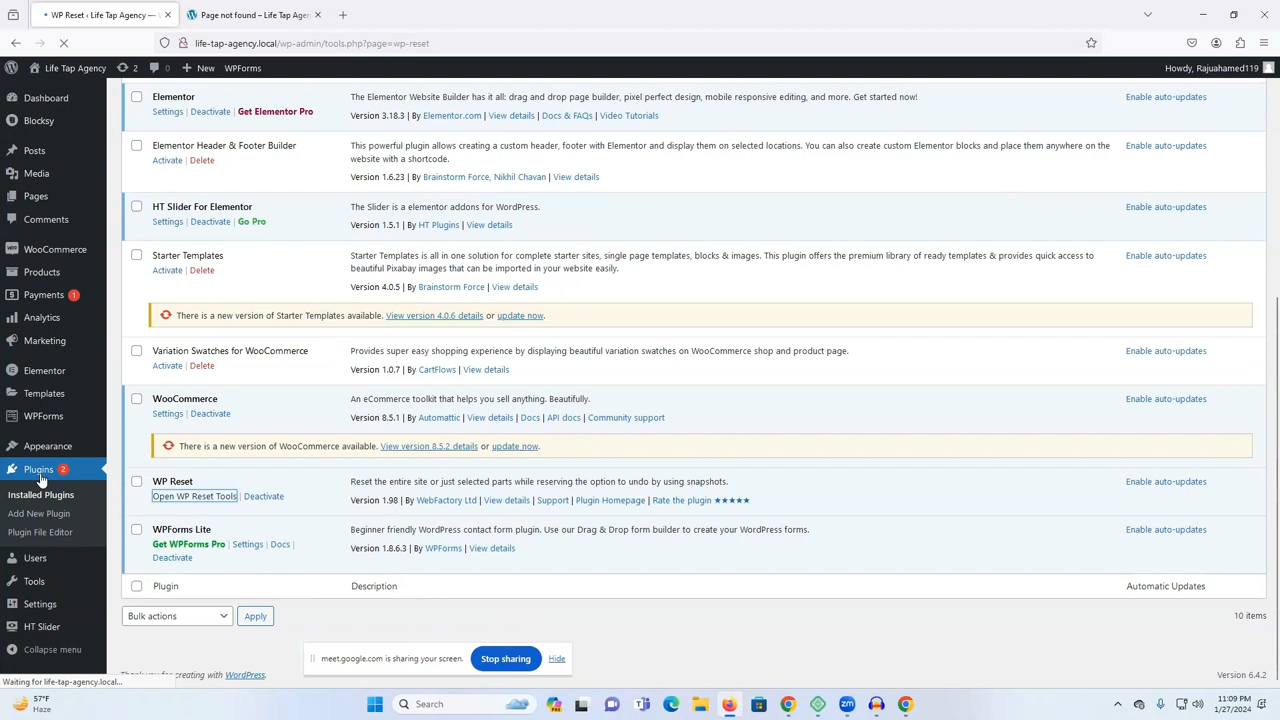 WP Reset ‹ Life Tap Agency —
Page not found – Life Tap Agen
life-tap-agency.local/wp-admin/tools.php?page=wp-reset
Life Tap Agency 2 0 New WPForms Howdy, Rajuahamed119
Dashboard
Blocksy
Posts
Media
Pages
Comments
WooCommerce
Products
Payments 1
Analytics
Marketing
Elementor
Templates
WPForms
Appearance
Plugins 2
Installed Plugins
Add New Plugin
Plugin File Editor
Users
Tools
Settings
HT Slider
Collapse menu
Elementor The Elementor Website Builder has it all: drag and drop page builder, pixel perfect design, mobile responsive editing, and more. Get started now! Enable auto-updates
Settings | Deactivate | Get Elementor Pro Version 3.18.3 | By Elementor.com | View details | Docs & FAQs | Video Tutorials
Elementor Header & Footer Builder This powerful plugin allows creating a custom header, footer with Elementor and display them on selected locations. You can also create custom Elementor blocks and place them anywhere on the Enable auto-updates
Activate | Delete website with a shortcode.
Version 1.6.23 | By Brainstorm Force, Nikhil Chavan | View details
HT Slider For Elementor The Slider is a elementor addons for WordPress. Enable auto-updates
Settings | Deactivate | Go Pro Version 1.5.1 | By HT Plugins | View details
Starter Templates Starter Templates is all in one solution for complete starter sites, single page templates, blocks & images. This plugin offers the premium library of ready templates & provides quick access to Enable auto-updates
Activate | Delete beautiful Pixabay images that can be imported in your website easily.
Version 4.0.5 | By Brainstorm Force | View details
There is a new version of Starter Templates available. View version 4.0.6 details or update now.
Variation Swatches for WooCommerce Provides super easy shopping experience by displaying beautiful variation swatches on WooCommerce shop and product page. Enable auto-updates
Activate | Delete Version 1.0.7 | By CartFlows | View details
WooCommerce An eCommerce toolkit that helps you sell anything. Beautifully. Enable auto-updates
Settings | Deactivate Version 8.5.1 | By Automattic | View details | Docs | API docs | Community support
There is a new version of WooCommerce available. View version 8.5.2 details or update now.
WP Reset Reset the entire site or just selected parts while reserving the option to undo by using snapshots. Enable auto-updates
Open WP Reset Tools | Deactivate Version 1.98 | By WebFactory Ltd | View details | Support | Plugin Homepage | Rate the plugin ★★★★★
WPForms Lite Beginner friendly WordPress contact form plugin. Use our Drag & Drop form builder to create your WordPress forms. Enable auto-updates
Get WPForms Pro | Settings | Docs | Version 1.8.6.3 | By WPForms | View details
Deactivate
Plugin Description Automatic Updates
Bulk actions Apply 10 items
meet.google.com is sharing your screen. Stop sharing Hide
Thank you for creating with WordPress. Version 6.4.2
Waiting for life-tap-agency.local...
57°F
Haze
Search
11:09 PM
1/27/2024